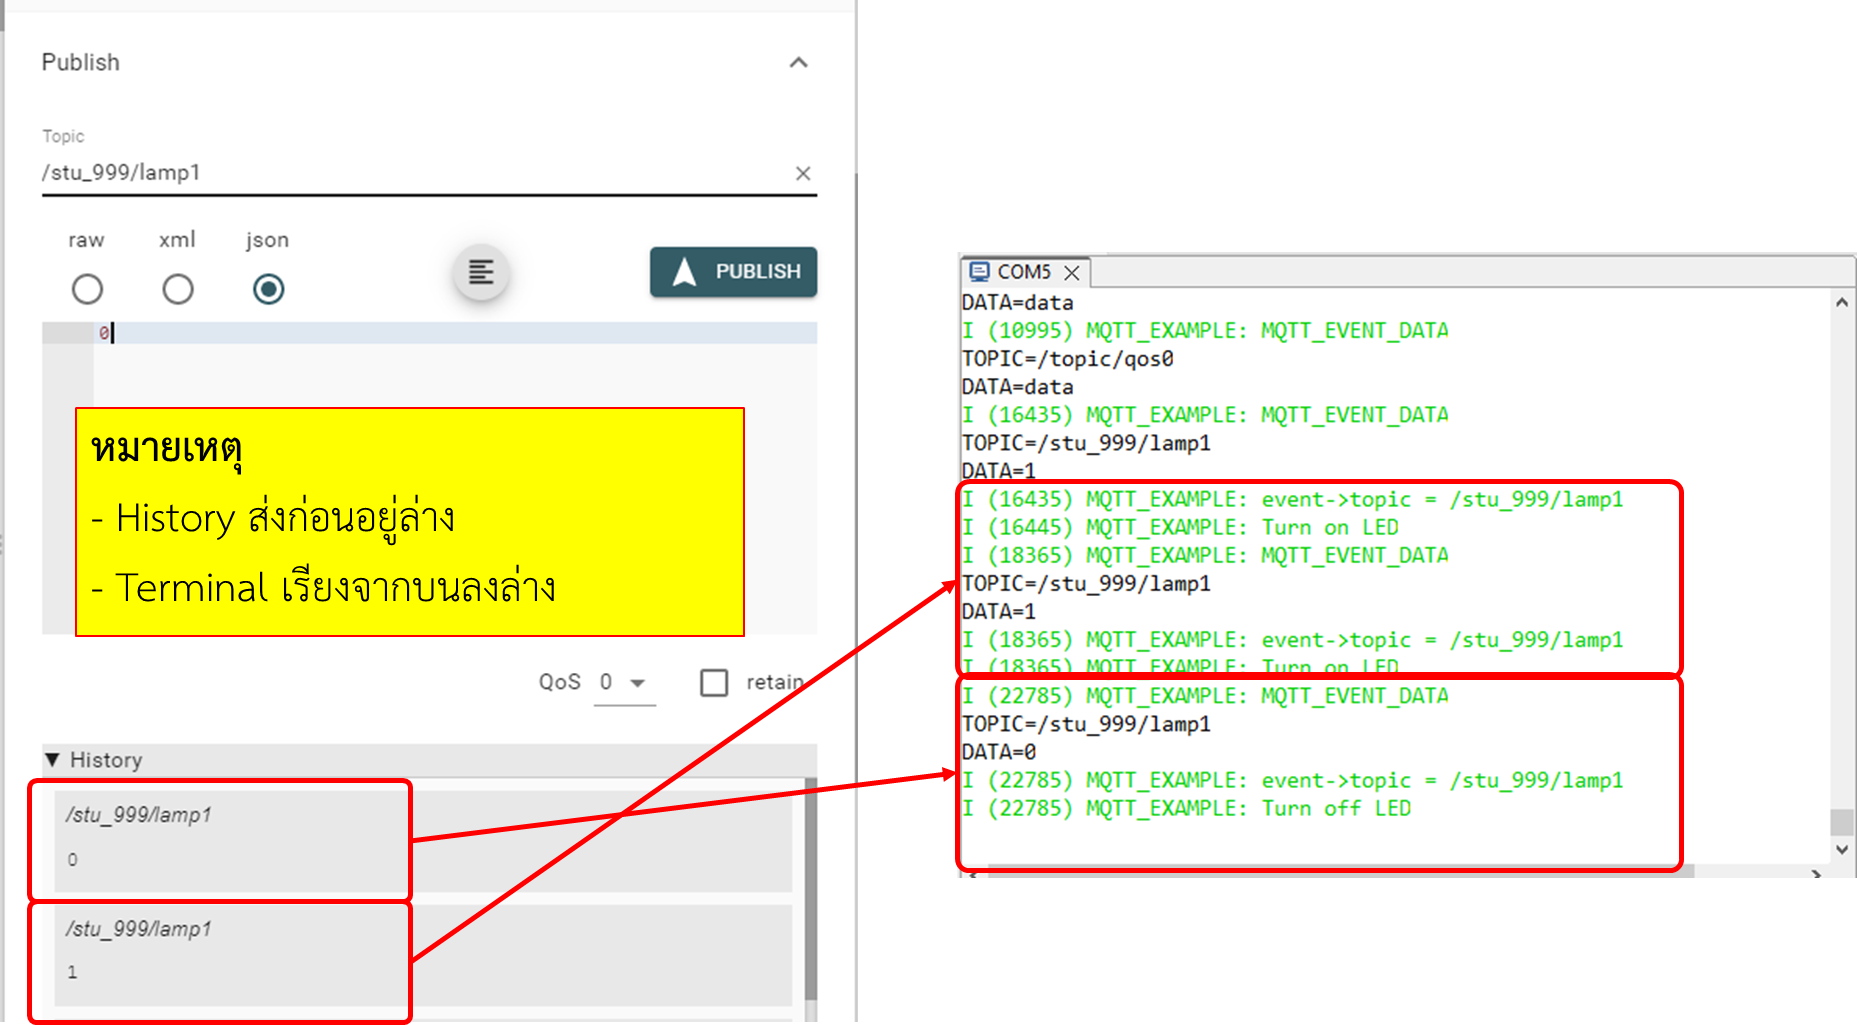 Publish
Topic
/stu_999/lamp1
raw xml json
PUBLISH
0
หมายเหตุ
- History ส่งก่อนอยู่ล่าง
- Terminal เรียงจากบนลงล่าง
QoS 0 retain
History
/stu_999/lamp1
0
/stu_999/lamp1
1
COM5
DATA=data
I (10995) MQTT_EXAMPLE: MQTT_EVENT_DATA
TOPIC=/topic/qos0
DATA=data
I (16435) MQTT_EXAMPLE: MQTT_EVENT_DATA
TOPIC=/stu_999/lamp1
DATA=1
I (16435) MQTT_EXAMPLE: event->topic = /stu_999/lamp1
I (16445) MQTT_EXAMPLE: Turn on LED
I (18365) MQTT_EXAMPLE: MQTT_EVENT_DATA
TOPIC=/stu_999/lamp1
DATA=1
I (18365) MQTT_EXAMPLE: event->topic = /stu_999/lamp1
I (18365) MQTT_EXAMPLE: Turn on LED
I (22785) MQTT_EXAMPLE: MQTT_EVENT_DATA
TOPIC=/stu_999/lamp1
DATA=0
I (22785) MQTT_EXAMPLE: event->topic = /stu_999/lamp1
I (22785) MQTT_EXAMPLE: Turn off LED